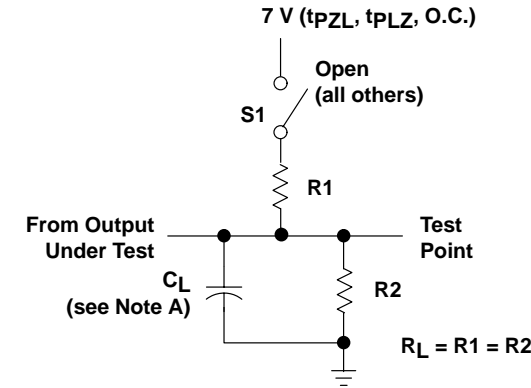 7 V (tPZL, tPLZ, O.C.)
Open
(all others)
S1
R1
From Output
Under Test
Test
Point
CL
(see Note A)
R2
RL = R1 = R2